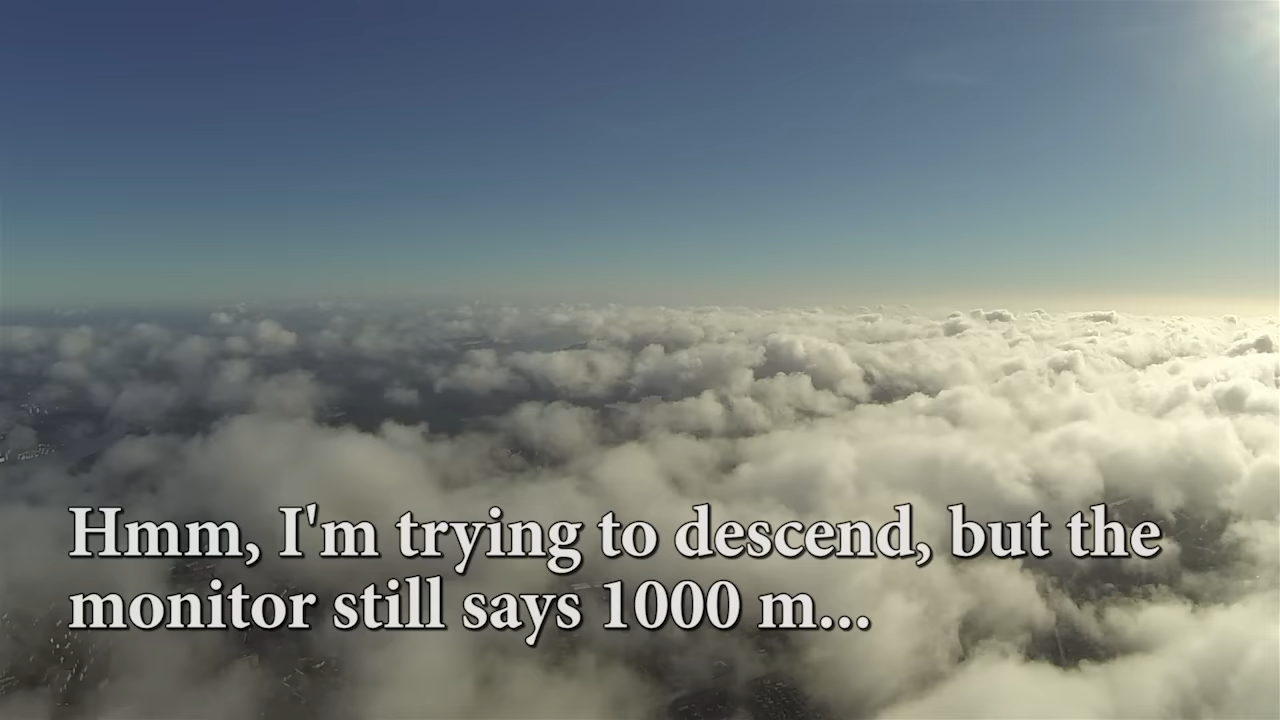 Hmm, I'm trying to descend, but the
monitor still says 1000 m...